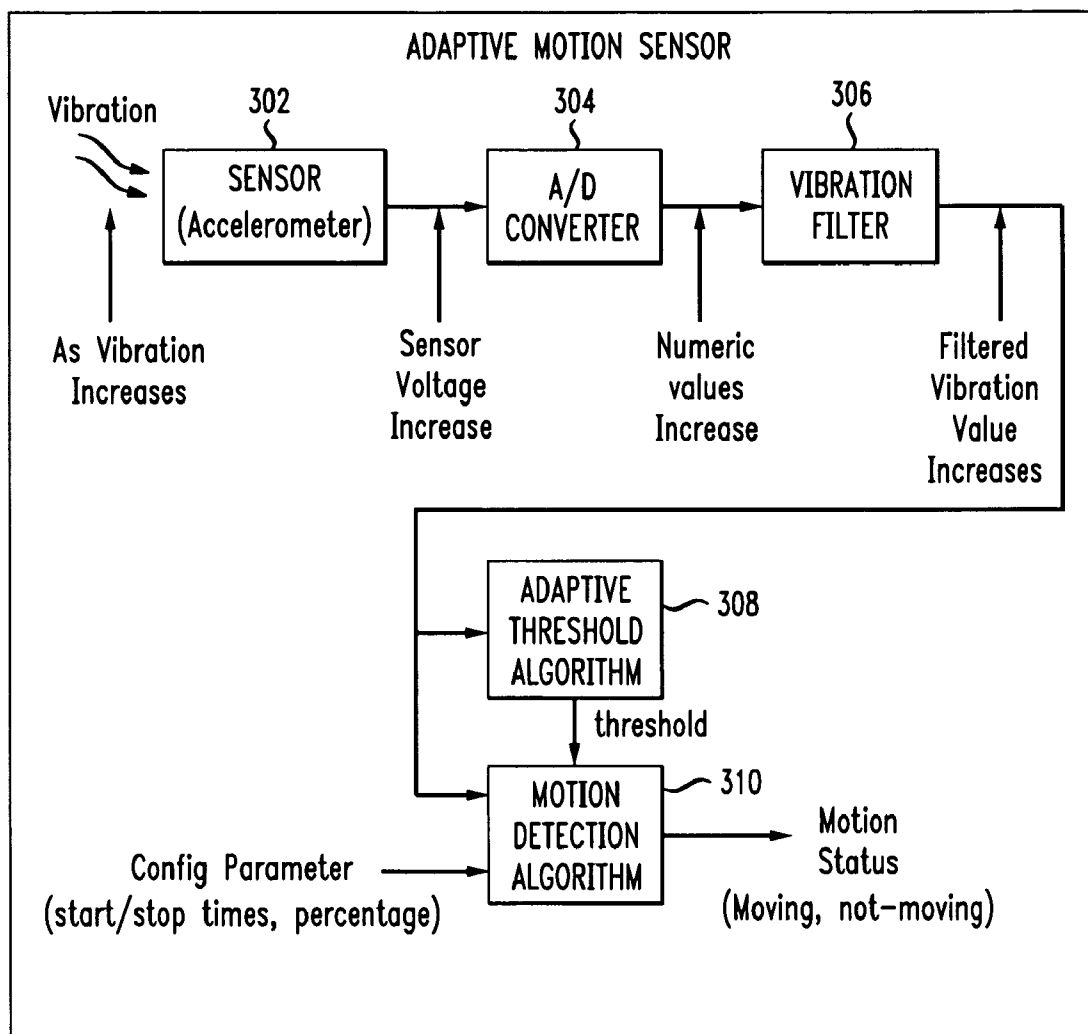 ADAPTIVE MOTION SENSOR
Vibration
302
304
306
SENSOR
(Accelerometer)
A/D
CONVERTER
VIBRATION
FILTER
As Vibration
Increases
Sensor
Voltage
Increase
Numeric
values
Increase
Filtered
Vibration
Value
Increases
ADAPTIVE
THRESHOLD
ALGORITHM
308
threshold
MOTION
DETECTION
ALGORITHM
310
Config Parameter
(start/stop times, percentage)
Motion
Status
(Moving, not-moving)